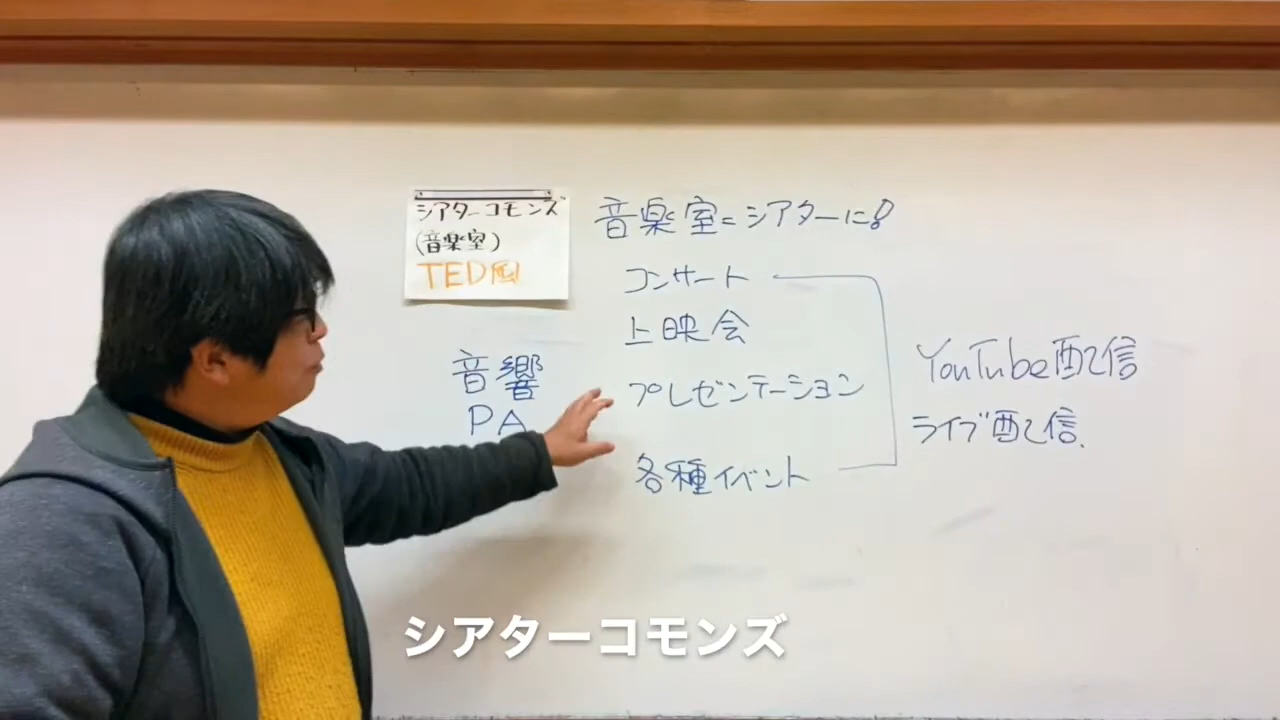 シアターコモンズ
(音楽室)
TED風
音楽室=シアターに!
コンサート
上映会
プレゼンテーション
各種イベント
音響
PA
YouTube配信
ライブ配信
シアターコモンズ